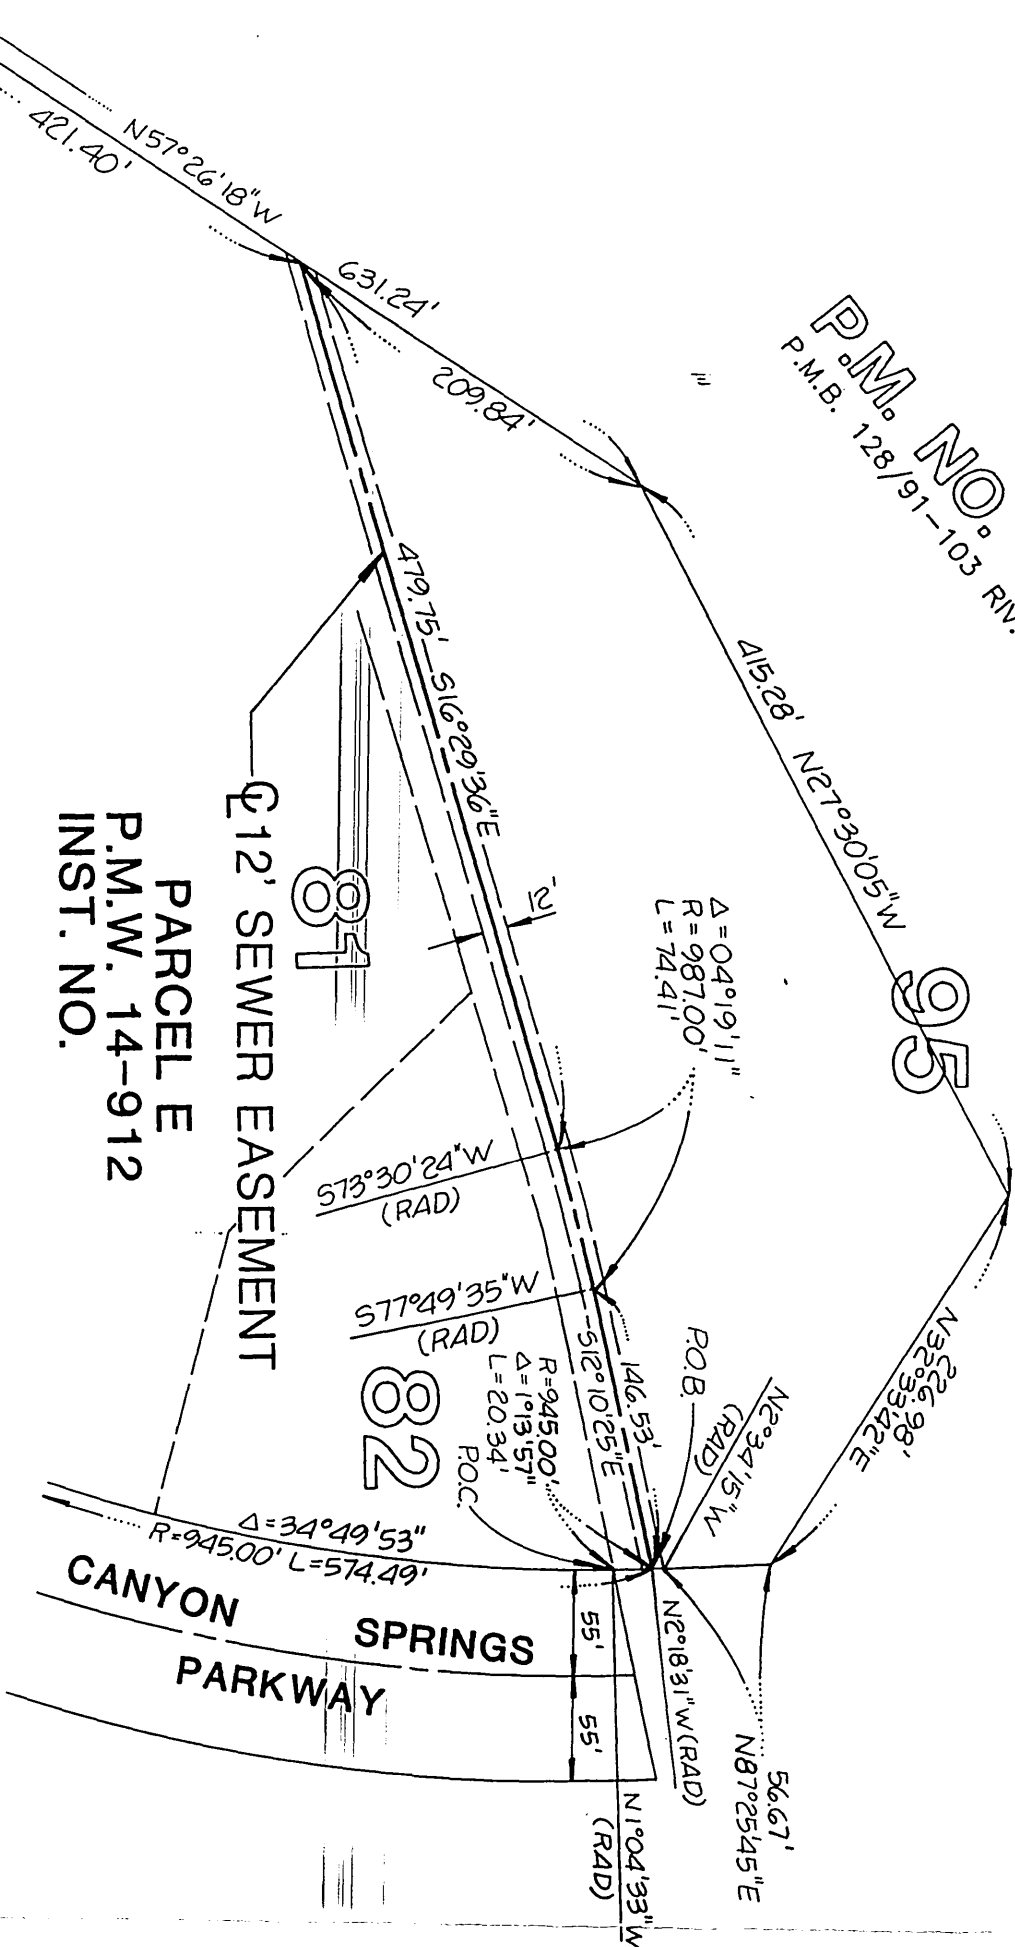 N57°26'18"W
421.40'
631.24'
209.84'
P.M. NO.
P.M.B. 128/91-103 RIV.
415.28' N27°30'05"W
95
479.75' S16°29'36"E
12'
Δ=04°19'11"
R=987.00'
L=74.41'
81
℄ 12' SEWER EASEMENT
PARCEL E
P.M.W. 14-912
INST. NO.
S73°30'24"W
(RAD)
S77°49'35"W
(RAD)
82
S12°10'25"E
146.53'
P.O.B.
N2°34'15"W
(RAD)
226.98'
N32°33'42"E
R=945.00'
Δ=1°13'57"
L=20.34'
P.O.C.
Δ=34°49'53"
R=945.00' L=574.49'
CANYON SPRINGS
PARKWAY
55'
55'
N2°18'31"W(RAD)
56.67'
N87°25'45"E
N1°04'33"W
(RAD)